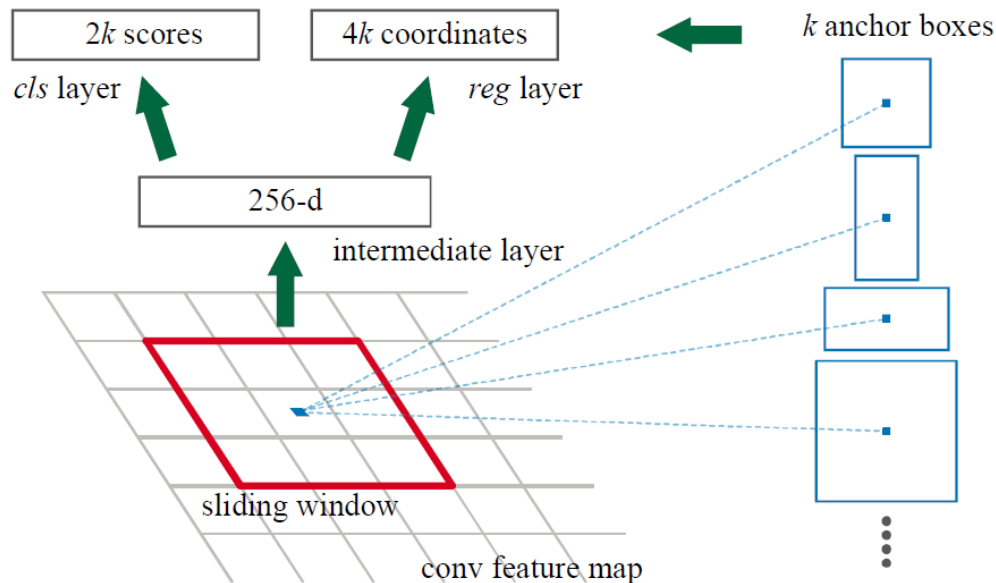 2k scores
4k coordinates
k anchor boxes
cls layer
reg layer
256-d
intermediate layer
sliding window
conv feature map